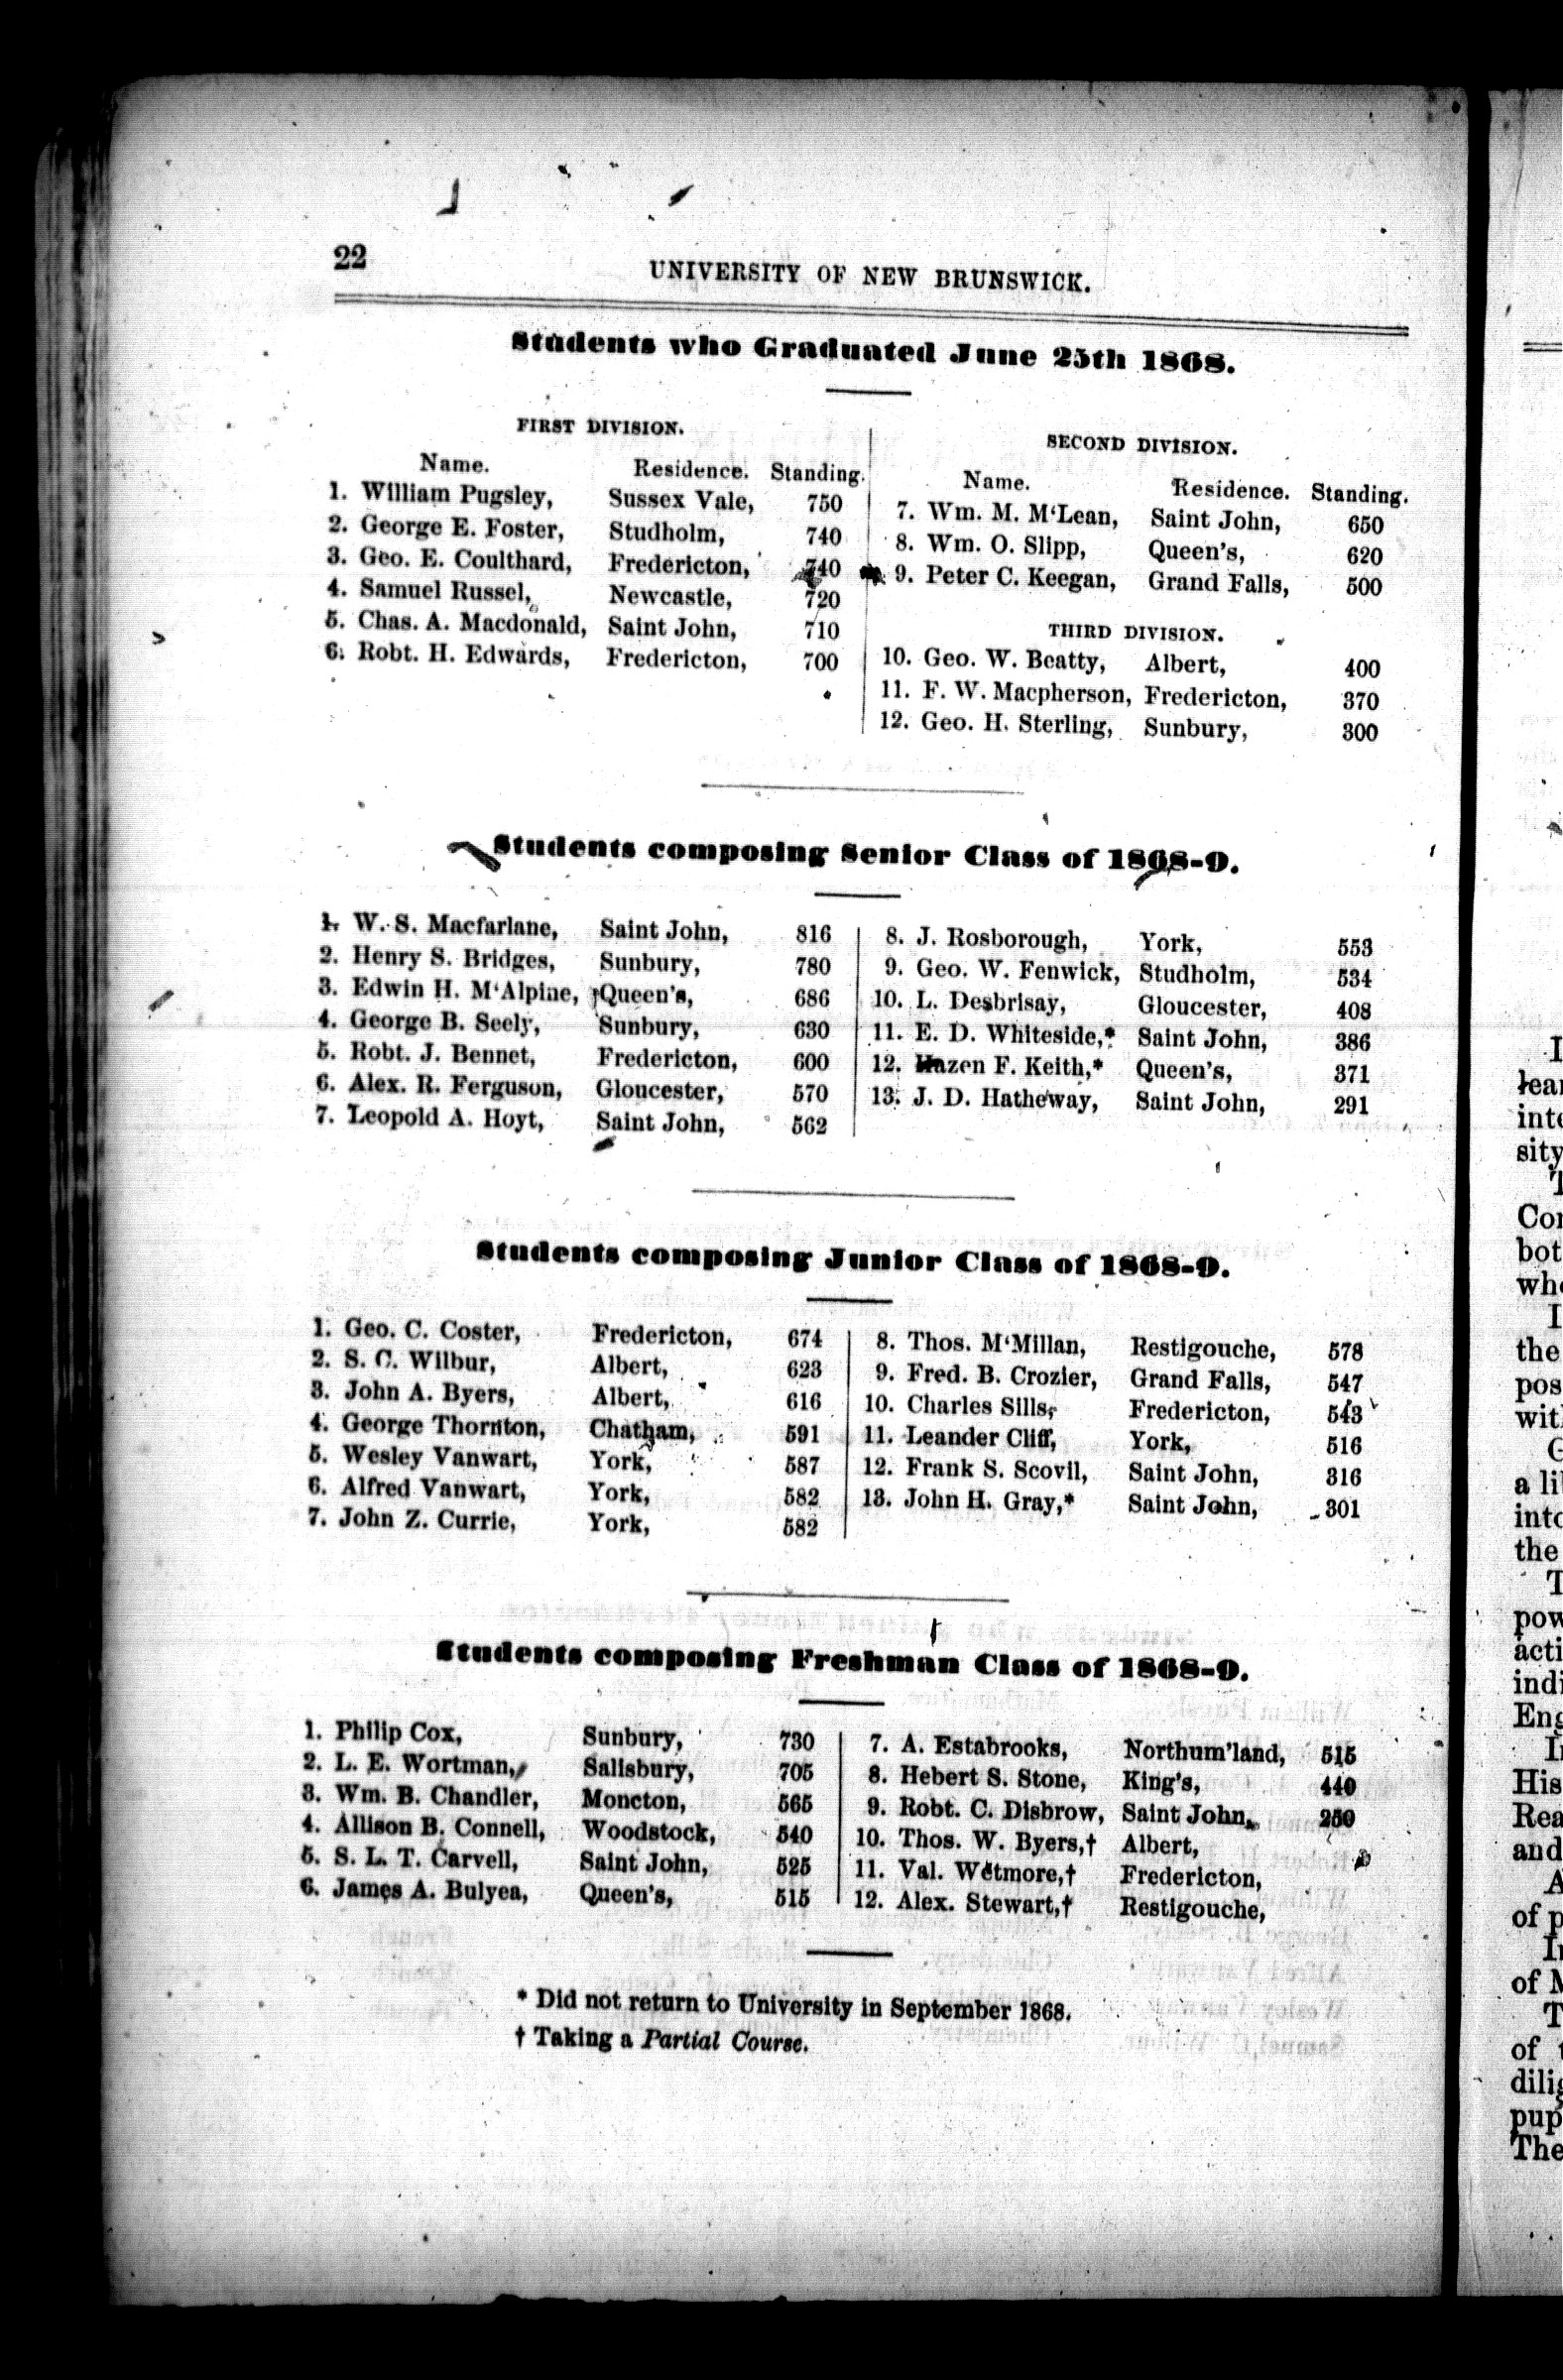 22
UNIVERSITY OF NEW BRUNSWICK.
Students who Graduated June 25th 1868.
FIRST DIVISION.
Name. Residence. Standing.
1. William Pugsley, Sussex Vale, 750
2. George E. Foster, Studholm, 740
3. Geo. E. Coulthard, Fredericton, 740
4. Samuel Russel, Newcastle, 720
5. Chas. A. Macdonald, Saint John, 710
6. Robt. H. Edwards, Fredericton, 700
SECOND DIVISION.
Name. Residence. Standing.
7. Wm. M. M‘Lean, Saint John, 650
8. Wm. O. Slipp, Queen's, 620
9. Peter C. Keegan, Grand Falls, 500
THIRD DIVISION.
10. Geo. W. Beatty, Albert, 400
11. F. W. Macpherson, Fredericton, 370
12. Geo. H. Sterling, Sunbury, 300
Students composing Senior Class of 1868-9.
1. W. S. Macfarlane, Saint John, 816
2. Henry S. Bridges, Sunbury, 780
3. Edwin H. M‘Alpine, Queen's, 686
4. George B. Seely, Sunbury, 630
5. Robt. J. Bennet, Fredericton, 600
6. Alex. R. Ferguson, Gloucester, 570
7. Leopold A. Hoyt, Saint John, 562
8. J. Rosborough, York, 553
9. Geo. W. Fenwick, Studholm, 534
10. L. Desbrisay, Gloucester, 408
11. E. D. Whiteside,* Saint John, 386
12. Hazen F. Keith,* Queen's, 371
13. J. D. Hatheway, Saint John, 291
Students composing Junior Class of 1868-9.
1. Geo. C. Coster, Fredericton, 674
2. S. C. Wilbur, Albert, 623
3. John A. Byers, Albert, 616
4. George Thornton, Chatham, 591
5. Wesley Vanwart, York, 587
6. Alfred Vanwart, York, 582
7. John Z. Currie, York, 582
8. Thos. M‘Millan, Restigouche, 578
9. Fred. B. Crozier, Grand Falls, 547
10. Charles Sills, Fredericton, 543
11. Leander Cliff, York, 516
12. Frank S. Scovil, Saint John, 316
13. John H. Gray,* Saint John, 301
Students composing Freshman Class of 1868-9.
1. Philip Cox, Sunbury, 730
2. L. E. Wortman, Salisbury, 705
3. Wm. B. Chandler, Moncton, 565
4. Allison B. Connell, Woodstock, 540
5. S. L. T. Carvell, Saint John, 525
6. James A. Bulyea, Queen's, 515
7. A. Estabrooks, Northum'land, 515
8. Hebert S. Stone, King's, 440
9. Robt. C. Disbrow, Saint John, 250
10. Thos. W. Byers,† Albert,
11. Val. Wetmore,† Fredericton,
12. Alex. Stewart,† Restigouche,
* Did not return to University in September 1868.
† Taking a Partial Course.